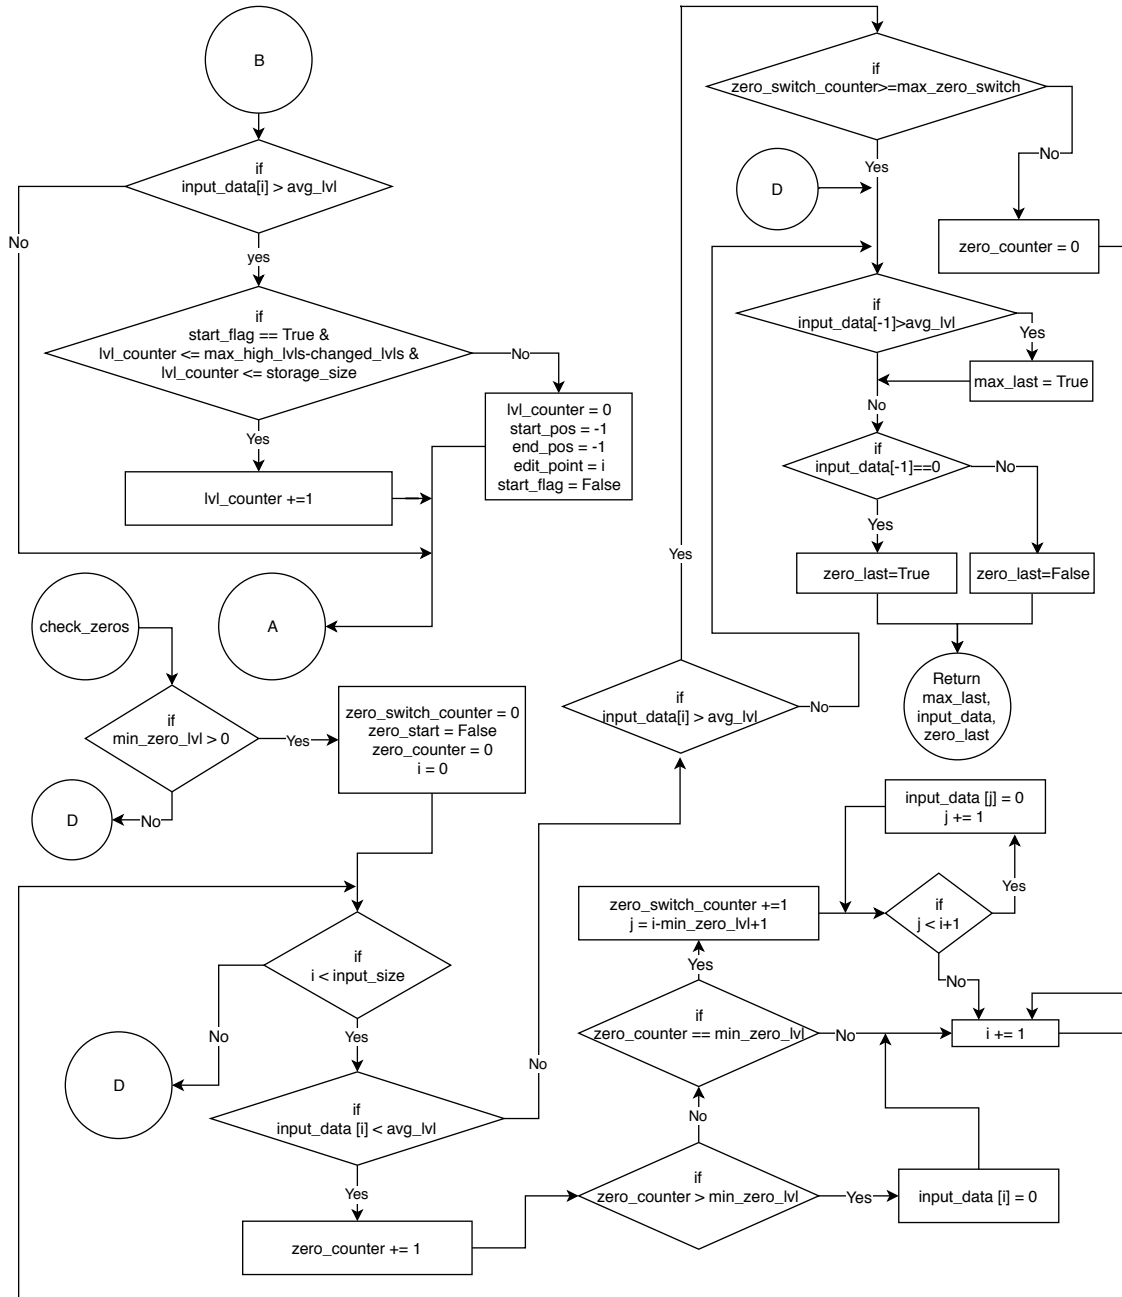 B
if
input_data[i] > avg_lvl
No
yes
if
start_flag == True &
lvl_counter <= max_high_lvls-changed_lvls &
lvl_counter <= storage_size
No
Yes
lvl_counter = 0
start_pos = -1
end_pos = -1
edit_point = i
start_flag = False
lvl_counter +=1
A
check_zeros
if
min_zero_lvl > 0
Yes
No
D
zero_switch_counter = 0
zero_start = False
zero_counter = 0
i = 0
if
i < input_size
No
Yes
D
if
input_data [i] < avg_lvl
No
Yes
zero_counter += 1
if
zero_counter > min_zero_lvl
No
Yes
input_data [i] = 0
if
zero_counter == min_zero_lvl
Yes
No
zero_switch_counter +=1
j = i-min_zero_lvl+1
if
j < i+1
Yes
No
input_data [j] = 0
j += 1
i += 1
if
input_data[i] > avg_lvl
Yes
No
if
zero_switch_counter>=max_zero_switch
Yes
No
zero_counter = 0
D
if
input_data[-1]>avg_lvl
Yes
No
max_last = True
if
input_data[-1]==0
No
Yes
zero_last=True
zero_last=False
Return
max_last,
input_data,
zero_last